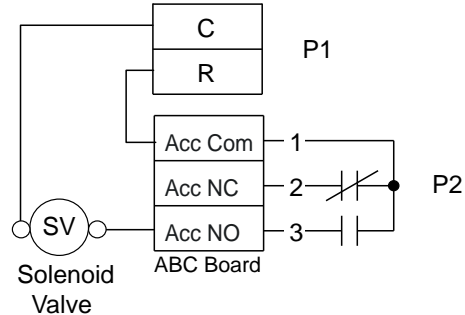 C
P1
R
Acc Com 1
Acc NC 2
P2
SV
Acc NO 3
ABC Board
Solenoid
Valve